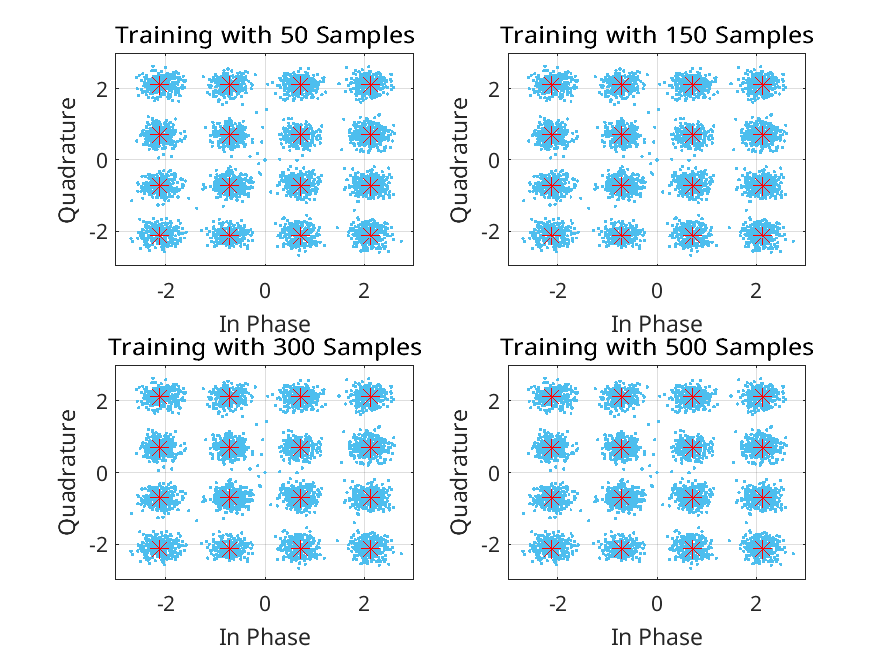 Training with 50 Samples
Quadrature
2
0
-2
-2 0 2
In Phase
Training with 150 Samples
Quadrature
2
0
-2
-2 0 2
In Phase
Training with 300 Samples
Quadrature
2
0
-2
-2 0 2
In Phase
Training with 500 Samples
Quadrature
2
0
-2
-2 0 2
In Phase